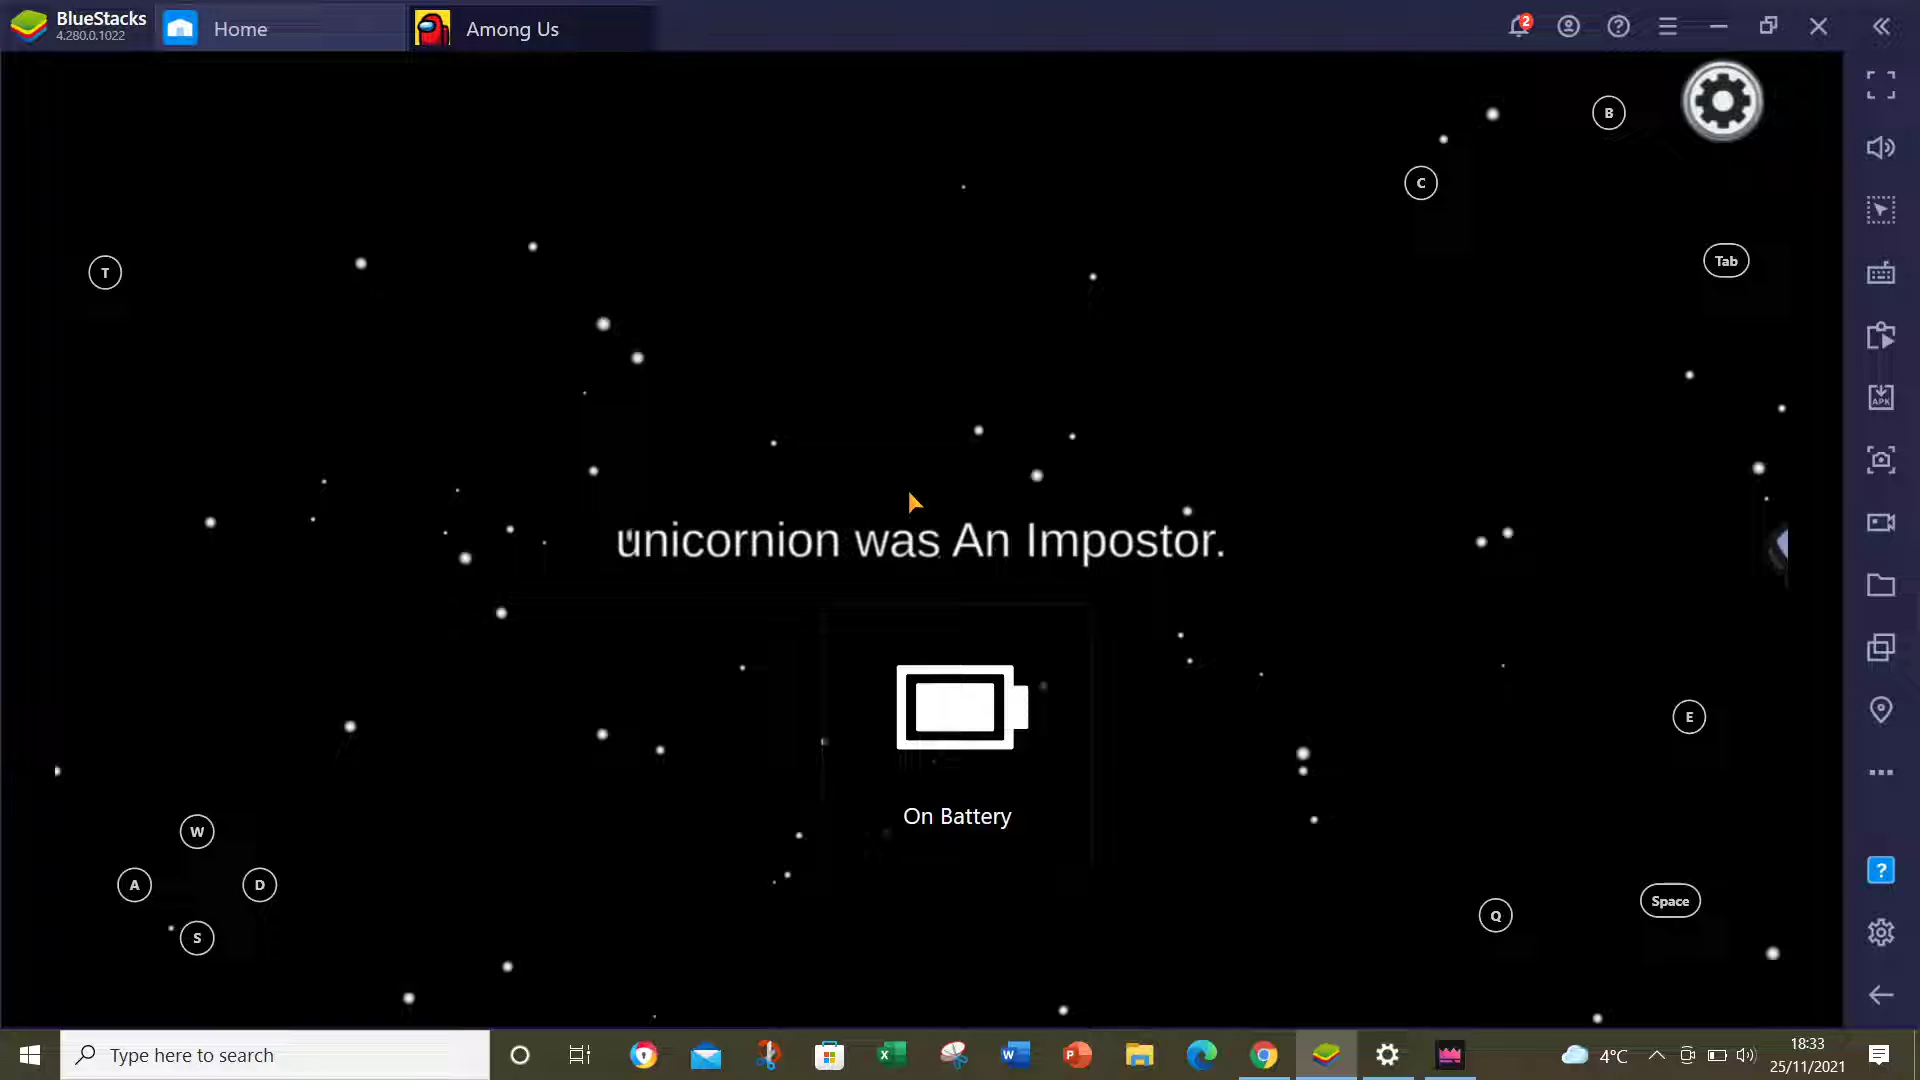 BlueStacks
4.280.0.1022
Home
Among Us
2
B
C
T
Tab
APK
unicornion was An Impostor.
E
On Battery
W
A
D
S
Q
Space
?
Type here to search
4°C
18:33
25/11/2021